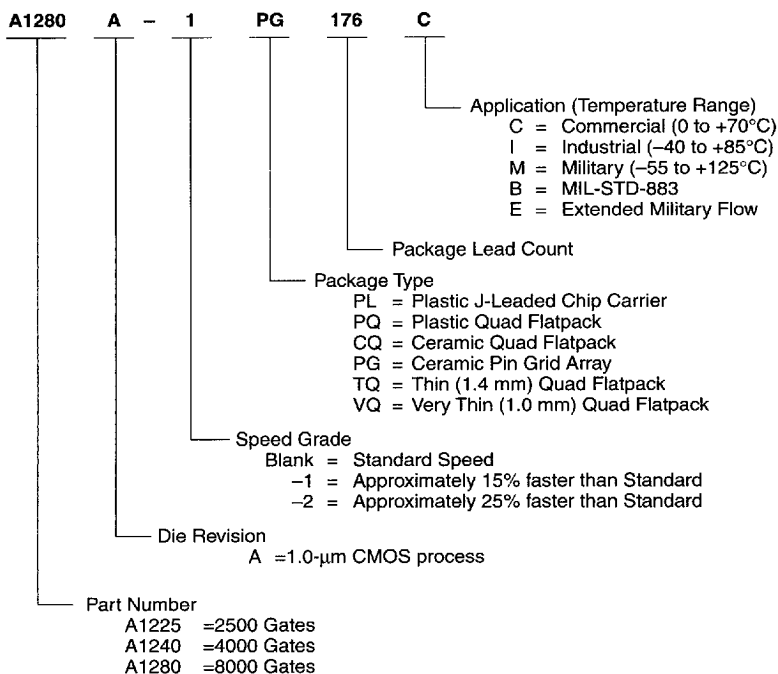 A1280 A – 1 PG 176 C
Application (Temperature Range)
C = Commercial (0 to +70°C)
I = Industrial (–40 to +85°C)
M = Military (–55 to +125°C)
B = MIL-STD-883
E = Extended Military Flow
Package Lead Count
Package Type
PL = Plastic J-Leaded Chip Carrier
PQ = Plastic Quad Flatpack
CQ = Ceramic Quad Flatpack
PG = Ceramic Pin Grid Array
TQ = Thin (1.4 mm) Quad Flatpack
VQ = Very Thin (1.0 mm) Quad Flatpack
Speed Grade
Blank = Standard Speed
–1 = Approximately 15% faster than Standard
–2 = Approximately 25% faster than Standard
Die Revision
A =1.0-μm CMOS process
Part Number
A1225 =2500 Gates
A1240 =4000 Gates
A1280 =8000 Gates